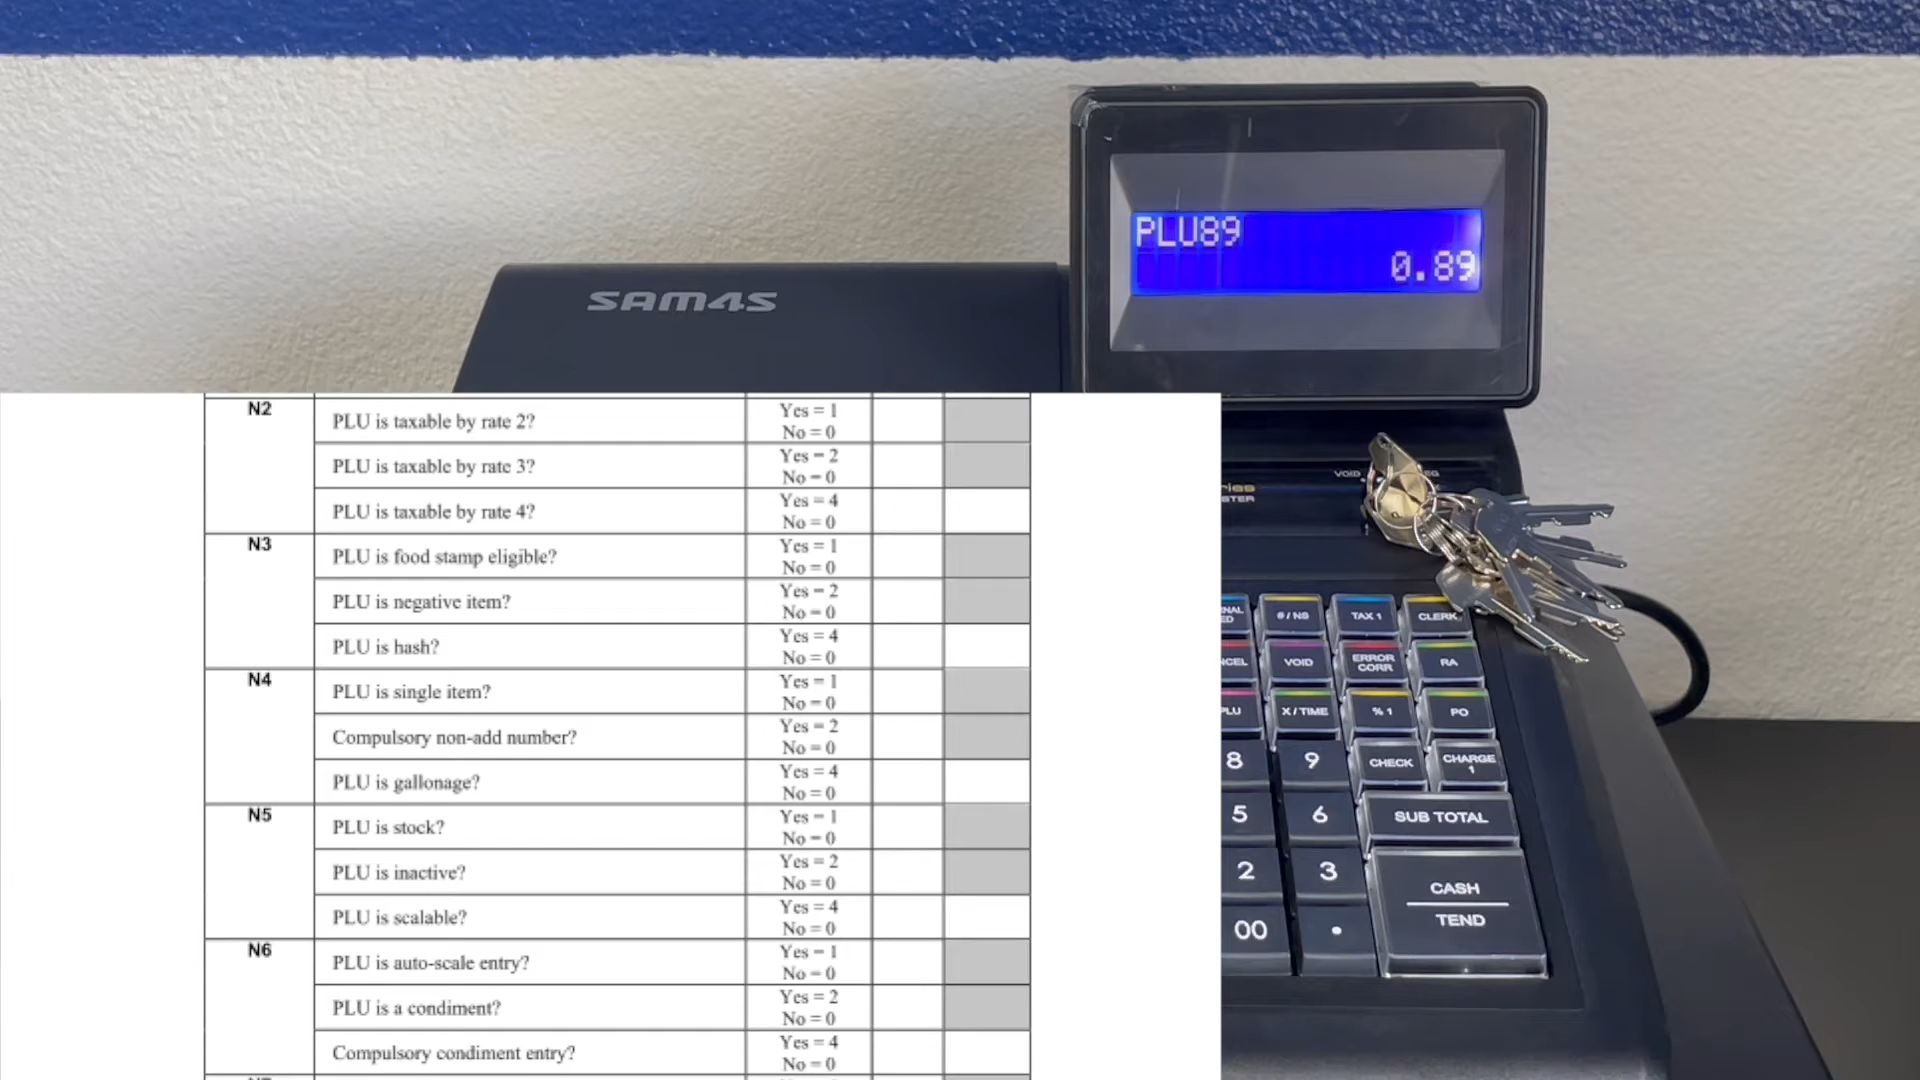 PLU89
0.89
SAM4S
N2
PLU is taxable by rate 2?
Yes = 1
No = 0
PLU is taxable by rate 3?
Yes = 2
No = 0
PLU is taxable by rate 4?
Yes = 4
No = 0
N3
PLU is food stamp eligible?
Yes = 1
No = 0
PLU is negative item?
Yes = 2
No = 0
PLU is hash?
Yes = 4
No = 0
N4
PLU is single item?
Yes = 1
No = 0
Compulsory non-add number?
Yes = 2
No = 0
PLU is gallonage?
Yes = 4
No = 0
N5
PLU is stock?
Yes = 1
No = 0
PLU is inactive?
Yes = 2
No = 0
PLU is scalable?
Yes = 4
No = 0
N6
PLU is auto-scale entry?
Yes = 1
No = 0
PLU is a condiment?
Yes = 2
No = 0
Compulsory condiment entry?
Yes = 4
No = 0
VOID
# / NS
TAX 1
CLERK
VOID
ERROR
CORR
RA
PLU
X / TIME
% 1
PO
8
9
CHECK
CHARGE
1
5
6
SUB TOTAL
2
3
CASH
TEND
00
.